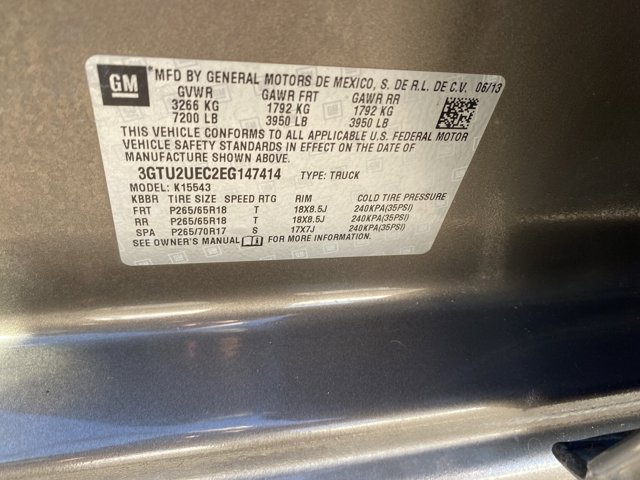 GM
*MFD BY GENERAL MOTORS DE MEXICO, S. DE R.L. DE C.V. 06/13
GVWR GAWR FRT GAWR RR
3266 KG 1792 KG 1792 KG
7200 LB 3950 LB 3950 LB
THIS VEHICLE CONFORMS TO ALL APPLICABLE U.S. FEDERAL MOTOR
VEHICLE SAFETY STANDARDS IN EFFECT ON THE DATE OF
MANUFACTURE SHOWN ABOVE.
3GTU2UEC2EG147414 TYPE: TRUCK
MODEL: K15543
KBBR TIRE SIZE SPEED RTG RIM COLD TIRE PRESSURE
FRT P265/65R18 T 18X8.5J 240KPA(35PSI)
RR P265/65R18 T 18X8.5J 240KPA(35PSI)
SPA P265/70R17 S 17X7J 240KPA(35PSI)
SEE OWNER'S MANUAL FOR MORE INFORMATION.